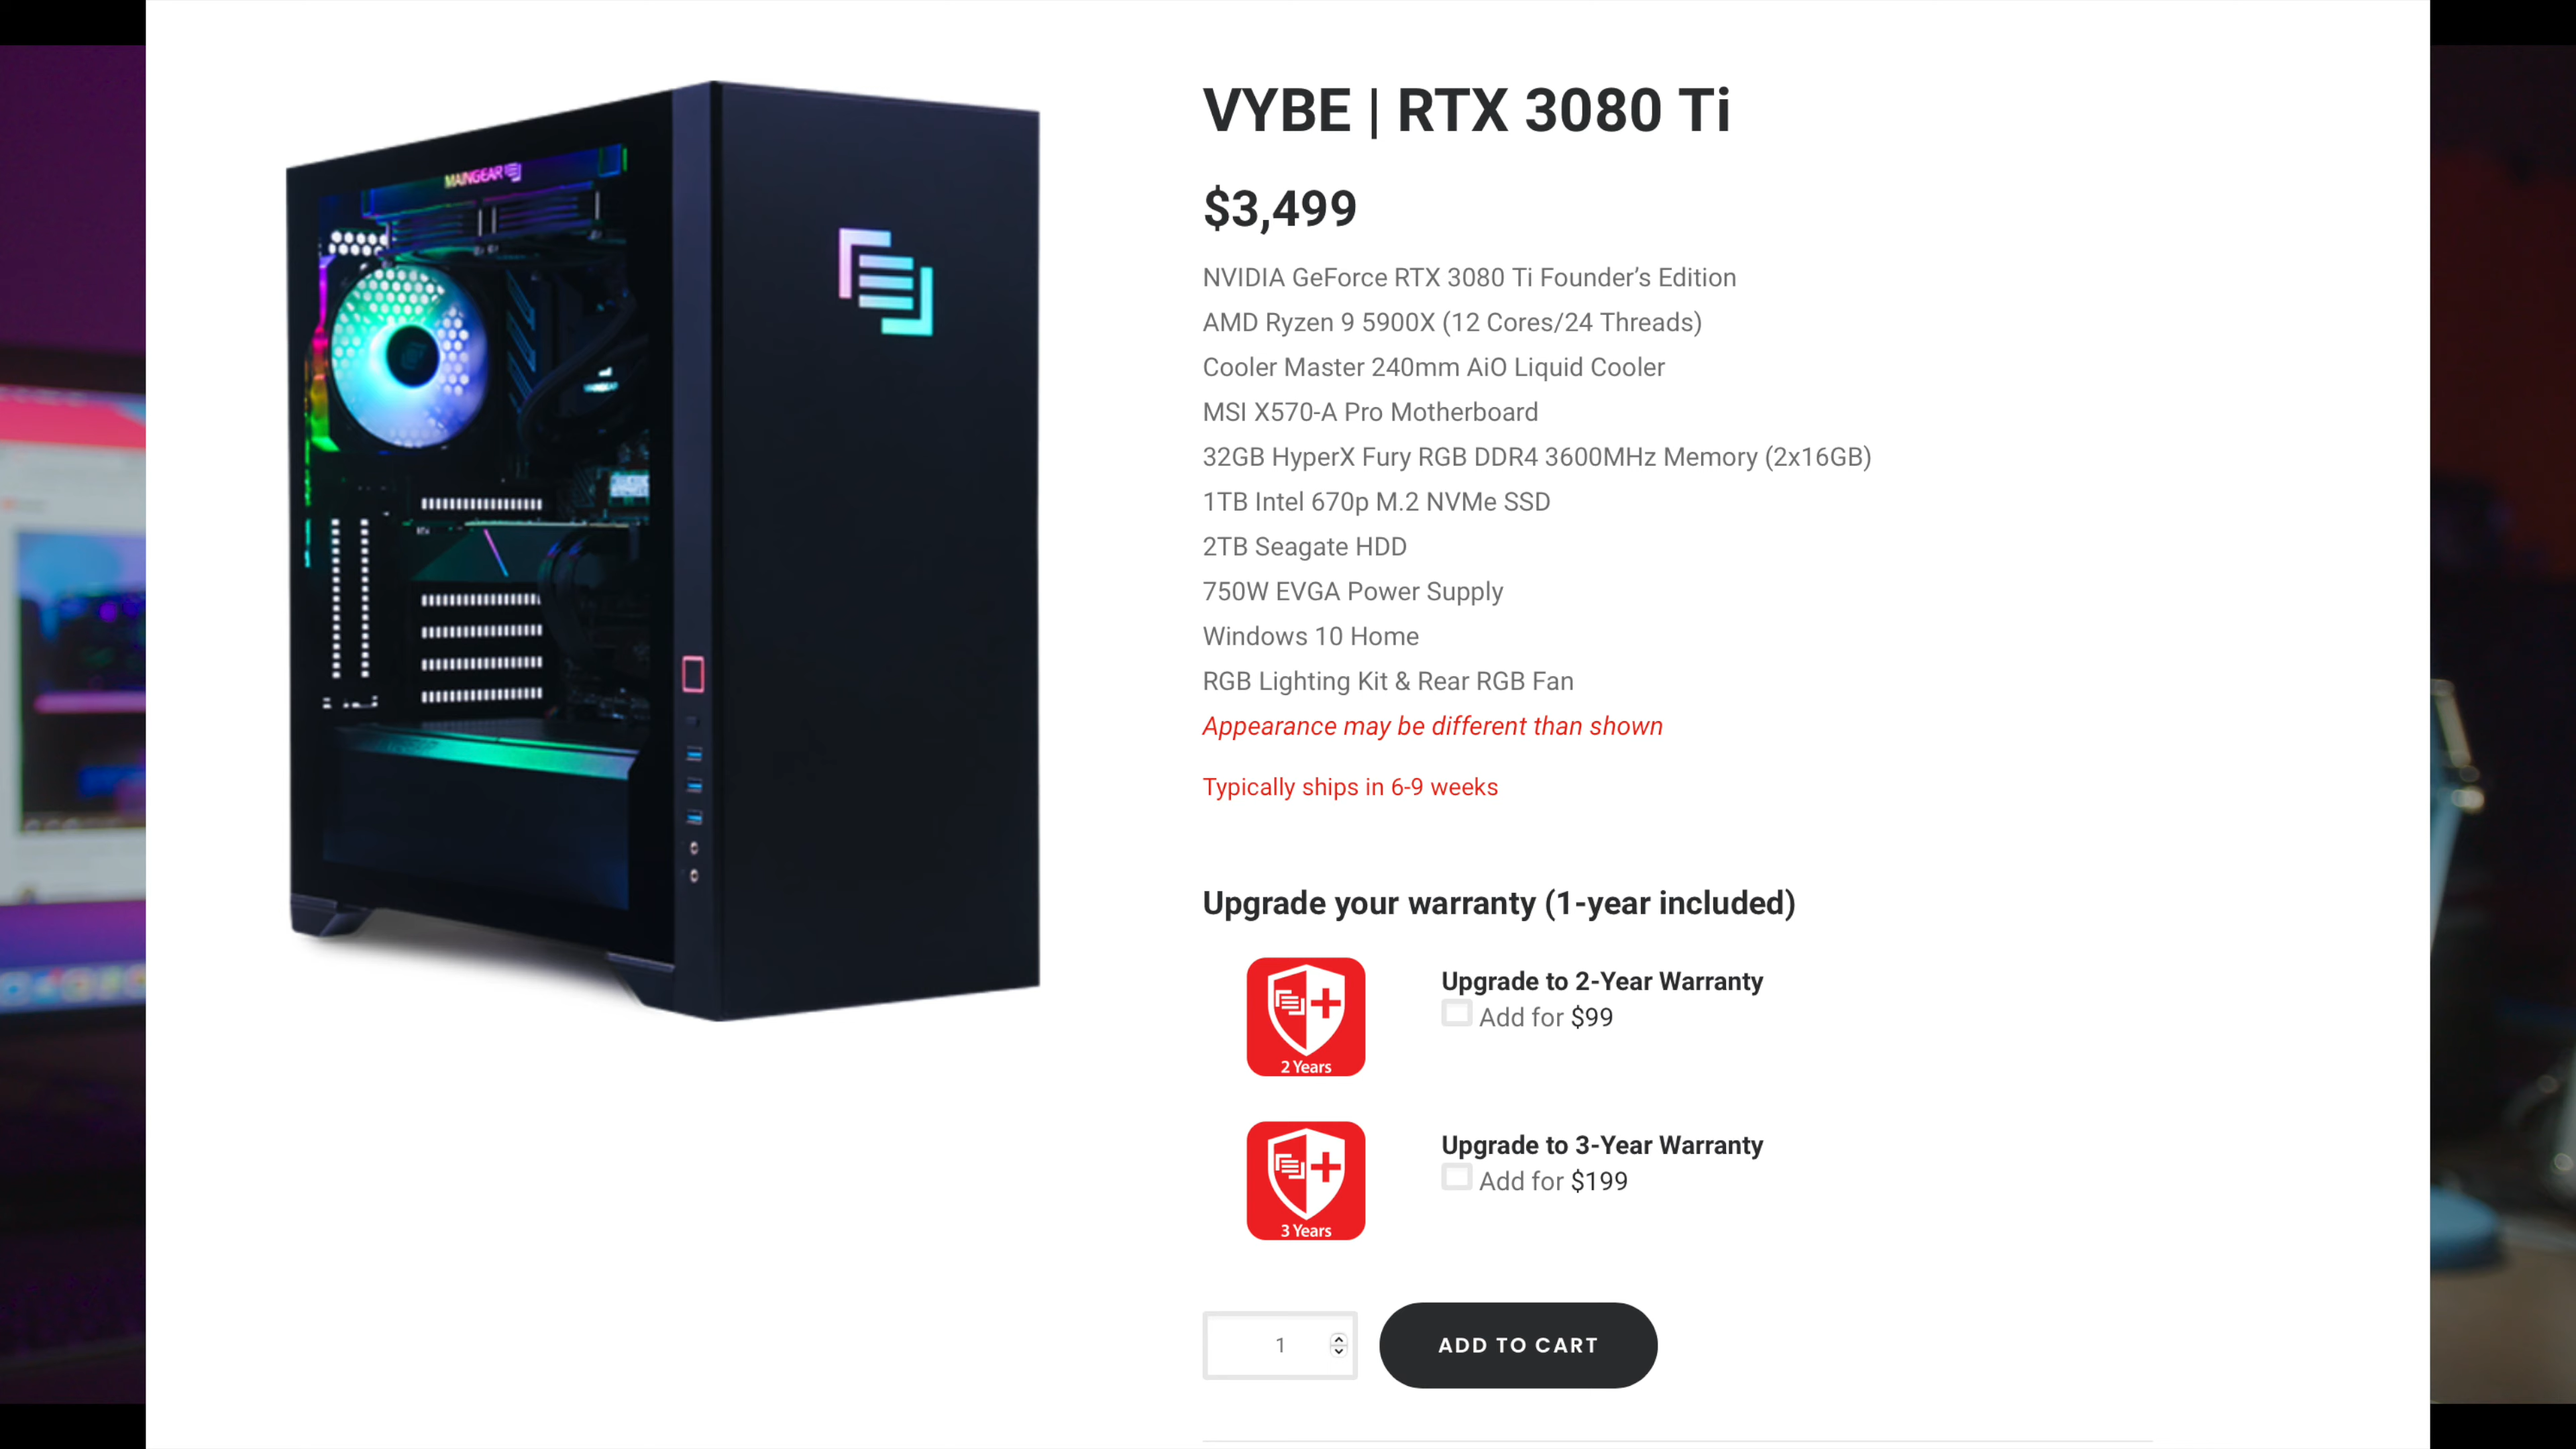 MAINGEAR
VYBE | RTX 3080 Ti
$3,499
NVIDIA GeForce RTX 3080 Ti Founder’s Edition
AMD Ryzen 9 5900X (12 Cores/24 Threads)
Cooler Master 240mm AiO Liquid Cooler
MSI X570-A Pro Motherboard
32GB HyperX Fury RGB DDR4 3600MHz Memory (2x16GB)
1TB Intel 670p M.2 NVMe SSD
2TB Seagate HDD
750W EVGA Power Supply
Windows 10 Home
RGB Lighting Kit & Rear RGB Fan
Appearance may be different than shown
Typically ships in 6-9 weeks
Upgrade your warranty (1-year included)
2 Years
Upgrade to 2-Year Warranty
Add for $99
3 Years
Upgrade to 3-Year Warranty
Add for $199
1
ADD TO CART